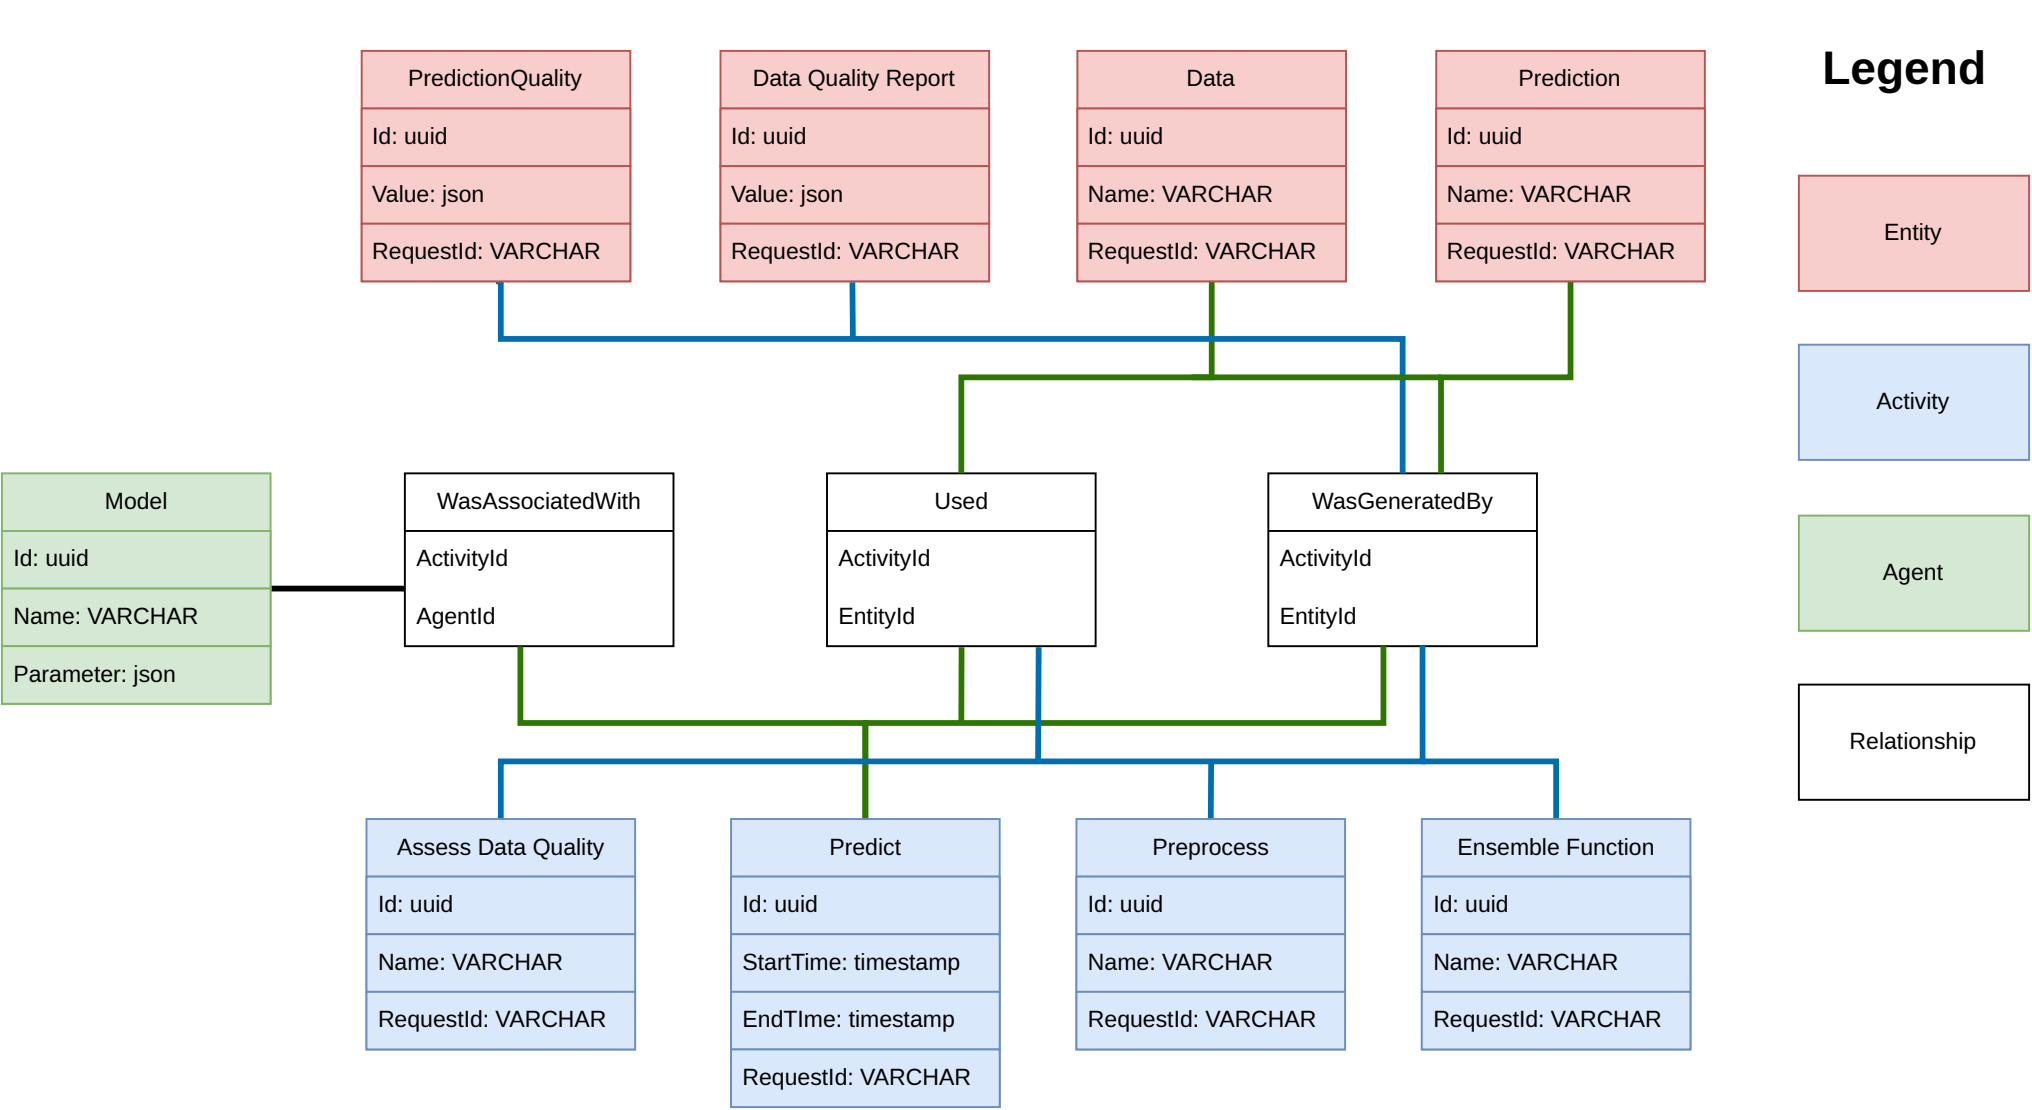 PredictionQuality
Id: uuid
Value: json
RequestId: VARCHAR
Data Quality Report
Id: uuid
Value: json
RequestId: VARCHAR
Data
Id: uuid
Name: VARCHAR
RequestId: VARCHAR
Prediction
Id: uuid
Name: VARCHAR
RequestId: VARCHAR
Legend
Entity
Activity
Agent
Relationship
Model
Id: uuid
Name: VARCHAR
Parameter: json
WasAssociatedWith
ActivityId
AgentId
Used
ActivityId
EntityId
WasGeneratedBy
ActivityId
EntityId
Assess Data Quality
Id: uuid
Name: VARCHAR
RequestId: VARCHAR
Predict
Id: uuid
StartTime: timestamp
EndTIme: timestamp
RequestId: VARCHAR
Preprocess
Id: uuid
Name: VARCHAR
RequestId: VARCHAR
Ensemble Function
Id: uuid
Name: VARCHAR
RequestId: VARCHAR